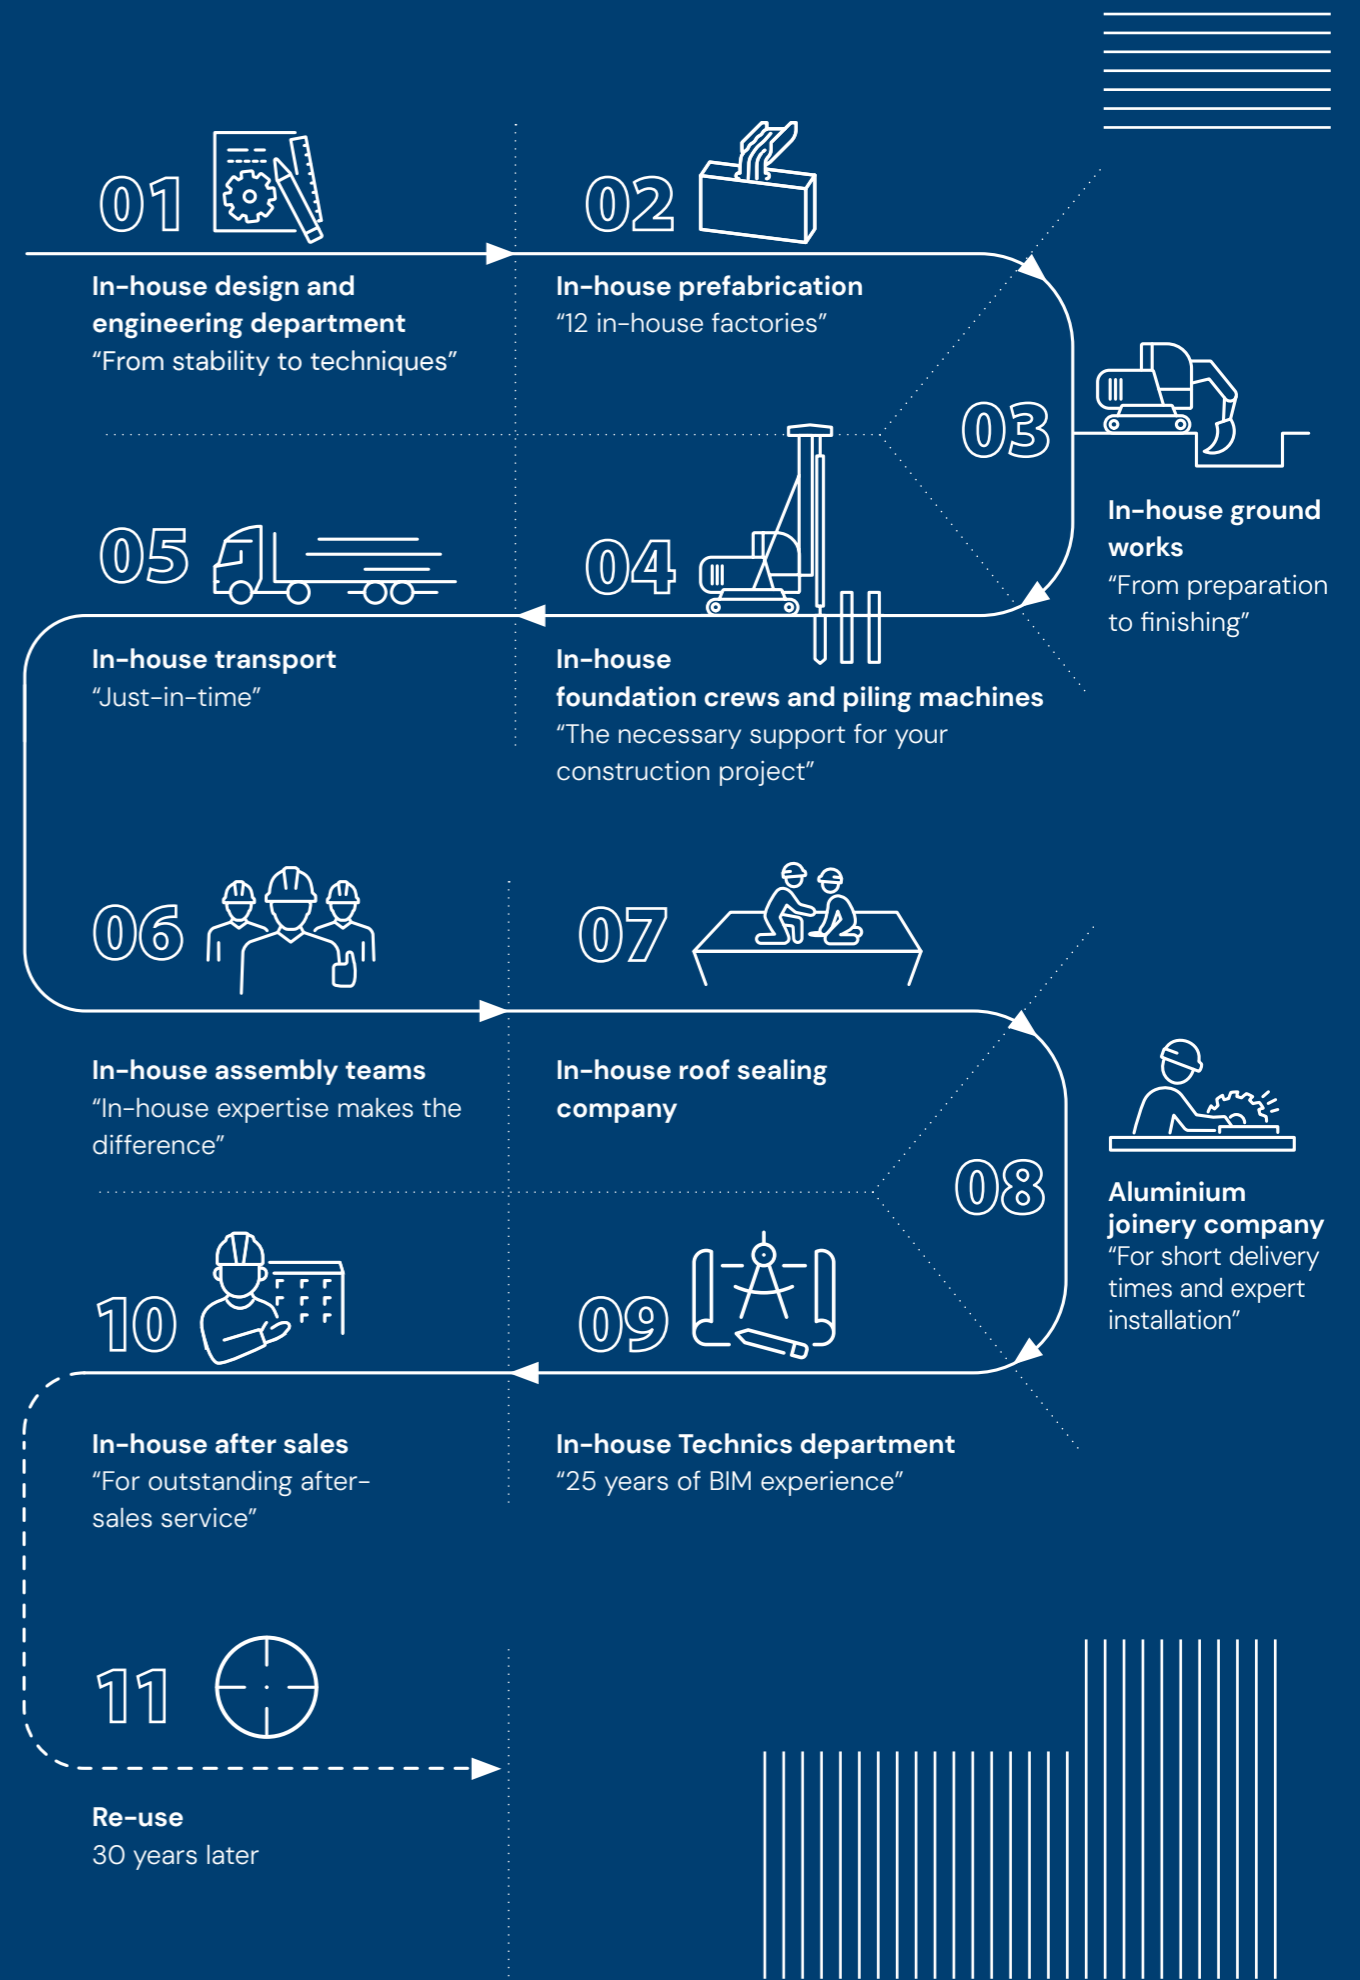 01
In-house design and
engineering department
“From stability to techniques”
02
In-house prefabrication
“12 in-house factories”
03
In-house ground
works
“From preparation
to finishing”
04
In-house
foundation crews and piling machines
“The necessary support for your
construction project”
05
In-house transport
“Just-in-time”
06
In-house assembly teams
“In-house expertise makes the
difference”
07
In-house roof sealing
company
08
Aluminium
joinery company
“For short delivery
times and expert
installation”
09
In-house Technics department
“25 years of BIM experience”
10
In-house after sales
“For outstanding after-
sales service”
11
Re-use
30 years later